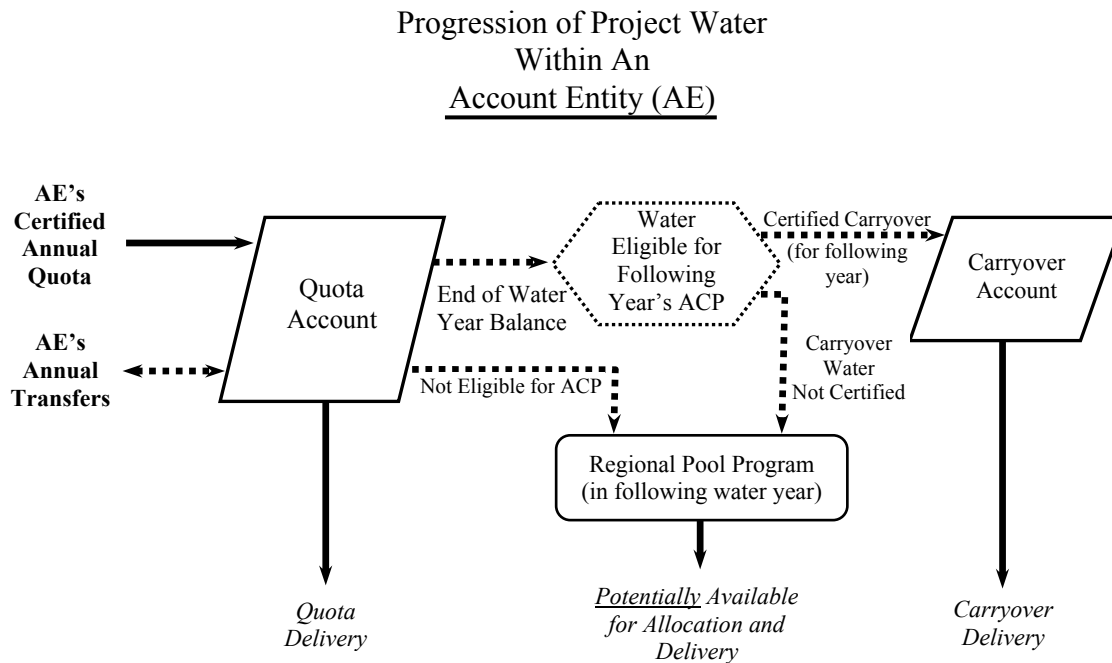 Progression of Project Water
Within An
Account Entity (AE)
AE’s
Certified
Annual
Quota
AE’s
Annual
Transfers
Quota
Account
End of Water
Year Balance
Not Eligible for ACP
Water
Eligible for
Following
Year’s ACP
Certified Carryover
(for following
year)
Carryover
Water
Not Certified
Carryover
Account
Regional Pool Program
(in following water year)
Quota
Delivery
Potentially Available
for Allocation and
Delivery
Carryover
Delivery